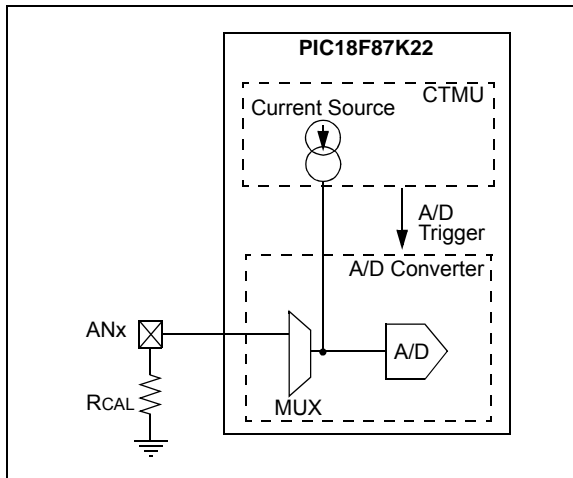 PIC18F87K22
CTMU
Current Source
A/D
Trigger
A/D Converter
ANx
A/D
RCAL
MUX